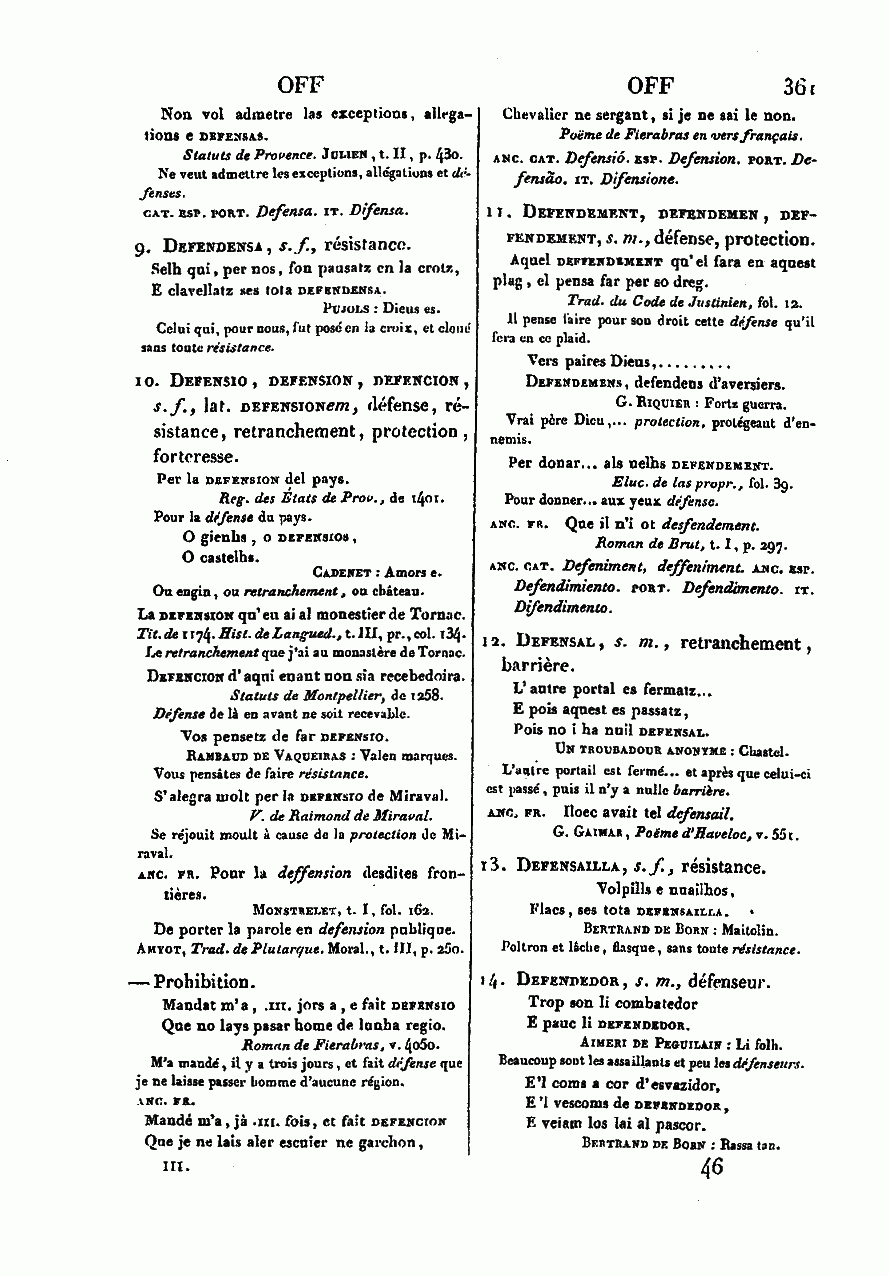 OFF
OFF 361
Non vol admetre las exceptions, allega-
tions e DEFENSAS.
Statuts de Provence. JULIEN, t. II, p. 430.
Ne veut admettre les exceptions, allégations et dé-
fenses.
CAT. ESP. PORT. Defensa. IT. Difensa.
9. DEFENDENSA, s. f., résistance.
Selh qui, per nos, fon pausatz en la crotz,
E clavellatz ses tota DEFENDENSA.
PUJOLS : Dieus es.
Celui qui, pour nous, fut posé en la croix, et cloué
sans toute résistance.
10. DEFENSIO, DEFENSION, DEFENCION,
s. f., lat. DEFENSIONem, défense, ré-
sistance, retranchement, protection,
forteresse.
Per la DEFENSION del pays.
Reg. des États de Prov., de 1401.
Pour la défense du pays.
O gienhs, o DEFENSIOS,
O castelhs.
CADENET : Amors e.
Ou engin, ou retranchement, ou château.
La DEFENSION qu'eu ai al monestier de Tornac.
Tit. de 1174. Hist. de Langued., t. III, pr., col. 134.
Le retranchement que j'ai au monastère de Tornac.
DEFENCION d'aqui enant non sia recebedoira.
Statuts de Montpellier, de 1258.
Défense de là en avant ne soit recevable.
Vos pensetz de far DEFENSIO.
RAMBAUD DE VAQUEIRAS : Valen marques.
Vous pensâtes de faire résistance.
S'alegra molt per la DEFENSIO de Miraval.
V. de Raimond de Miraval.
Se réjouit moult à cause de la protection de Mi-
raval.
ANC. FR. Pour la deffension desdites fron-
tières.
MONSTRELET, t. I, fol. 162.
De porter la parole en defension publique.
AMYOT, Trad. de Plutarque. Moral., t. III, p. 250.
— Prohibition.
Mandat m'a, .III. jors a, e fait DEFENSIO
Que no lays pasar home de lunha regio.
Roman de Fierabras, v. 4050.
M'a mandé, il y a trois jours, et fait défense que
je ne laisse passer homme d'aucune région.
ANC. FR.
Mandé m'a, jà .III. fois, et fait DEFENCION
Que je ne lais aler escuier ne garchon,
III.
Chevalier ne sergant, si je ne sai le non.
Poëme de Fierabras en vers français.
ANC. CAT. Defensió. ESP. Defension. PORT. De-
fensão. IT. Difensione.
11. DEFENDEMENT, DEFENDEMEN, DEF-
FENDEMENT, s. m., défense, protection.
Aquel DEFFENDEMENT qu'el fara en aquest
plag, el pensa far per so dreg.
Trad. du Code de Justinien, fol. 12.
Il pense faire pour son droit cette défense qu'il
fera en ce plaid.
Vers paires Dieus,.........
DEFENDEMENS, defendens d'aversiers.
G. RIQUIER : Fortz guerra.
Vrai père Dieu,... protection, protégeant d'en-
nemis.
Per donar... als uelhs DEFENDEMENT.
Eluc. de las propr., fol. 39.
Pour donner... aux yeux défense.
ANC. FR. Que il n'i ot desfendement.
Roman de Brut, t. I, p. 297.
ANC. CAT. Defeniment, deffeniment. ANC. ESP.
Defendimiento. PORT. Defendimento. IT.
Difendimento.
12. DEFENSAL, s. m., retranchement,
barrière.
L'autre portal es fermatz...
E pois aquest es passatz,
Pois no i ha nuil DEFENSAL.
UN TROUBADOUR ANONYME : Chastel.
L'autre portail est fermé... et après que celui-ci
est passé, puis il n'y a nulle barrière.
ANC. FR. Iloec avait tel defensail.
G. GAIMAR, Poëme d'Haveloc, v. 551.
13. DEFENSAILLA, s. f., résistance.
Volpills e nuailhos,
Flacs, ses tota DEFENSAILLA.
BERTRAND DE BORN : Maitolin.
Poltron et lâche, flasque, sans toute résistance.
14. DEFENDEDOR, s. m., défenseur.
Trop son li combatedor
E pauc li DEFENDEDOR.
AIMERI DE PEGUILAIN : Li folh.
Beaucoup sont les assaillants et peu les défenseurs.
E'l coms a cor d'esvazidor,
E'l vescoms de DEFENDEDOR,
E veiam los lai al pascor.
BERTRAND DE BORN : Rassa tan.
46